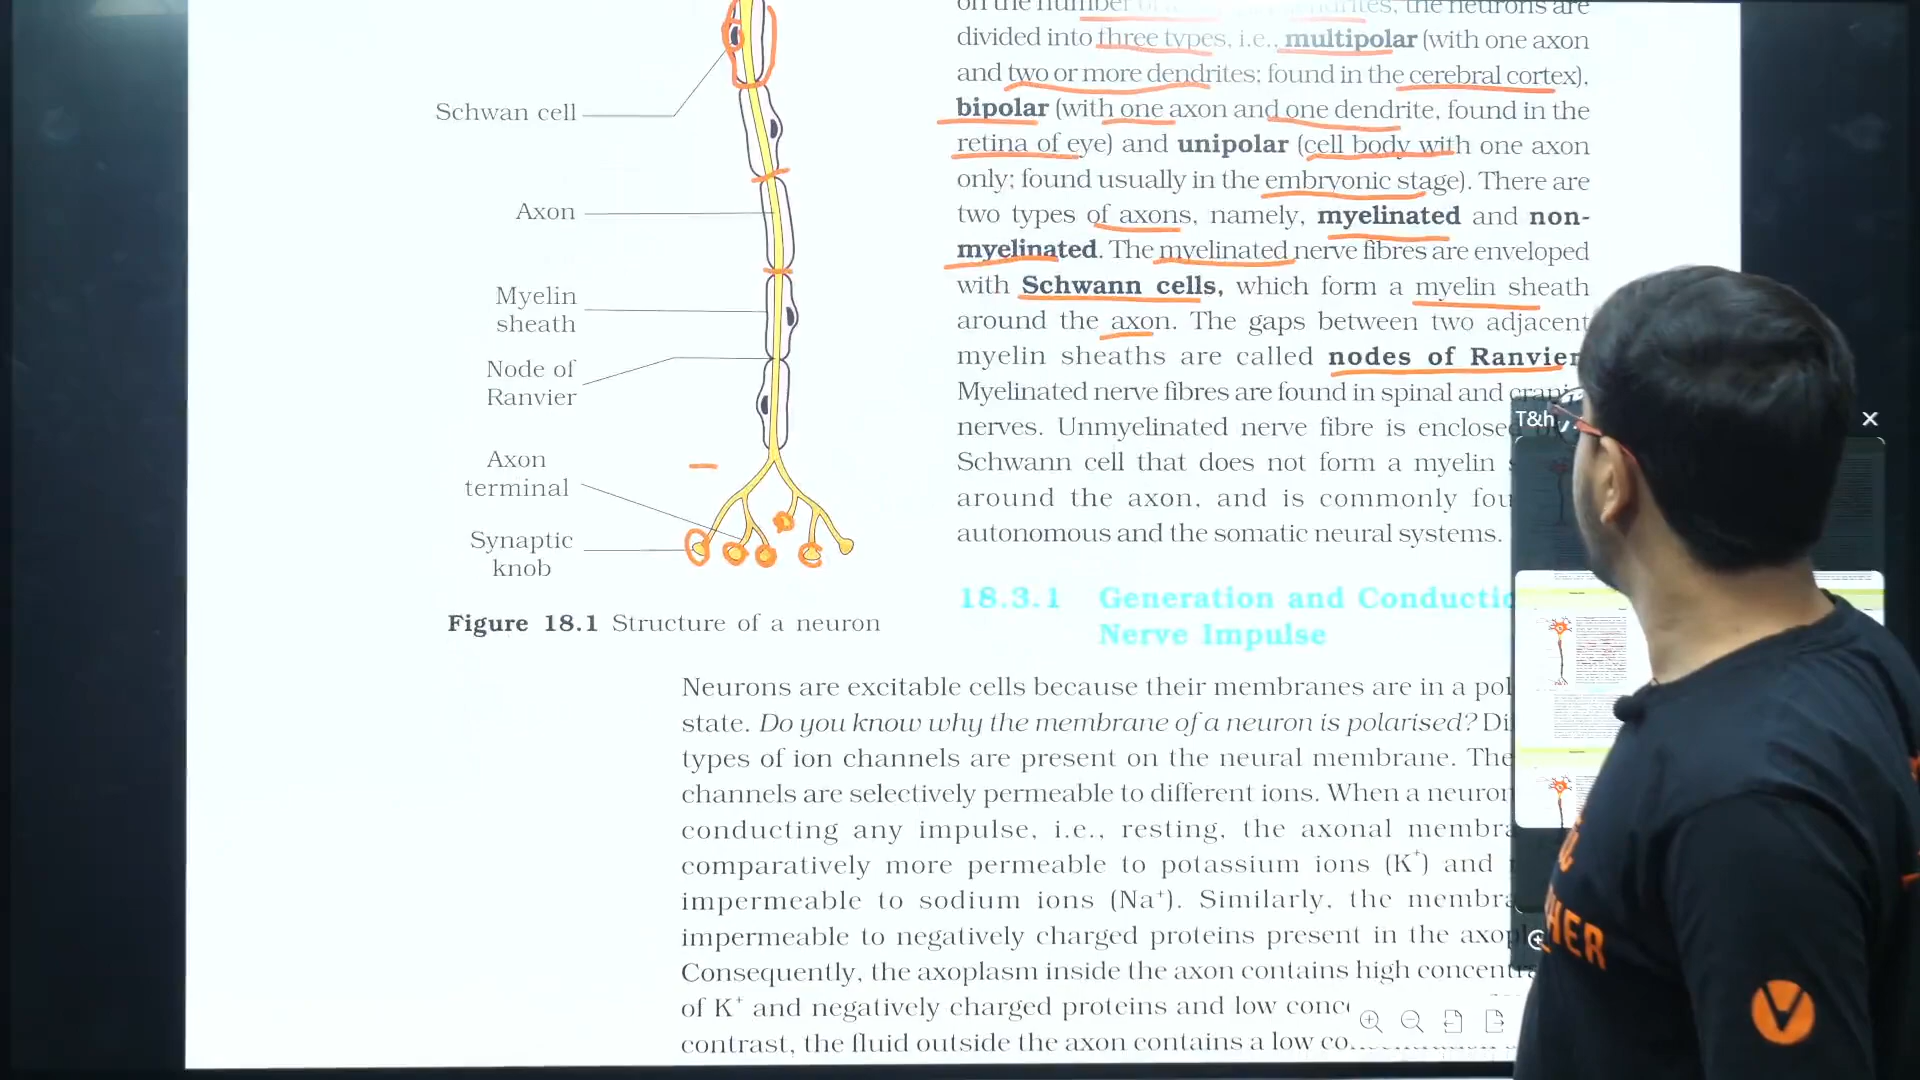 Schwan cell
Axon
Myelin
sheath
Node of
Ranvier
Axon
terminal
Synaptic
knob
Figure 18.1 Structure of a neuron
on the number the neurons are
divided into three types, i.e., multipolar (with one axon
and two or more dendrites; found in the cerebral cortex),
bipolar (with one axon and one dendrite, found in the
retina of eye) and unipolar (cell body with one axon
only; found usually in the embryonic stage). There are
two types of axons, namely, myelinated and non-
myelinated. The myelinated nerve fibres are enveloped
with Schwann cells, which form a myelin sheath
around the axon. The gaps between two adjacent
myelin sheaths are called nodes of Ranvier
Myelinated nerve fibres are found in spinal and
nerves. Unmyelinated nerve fibre is enclosed
Schwann cell that does not form a myelin
around the axon, and is commonly fou
autonomous and the somatic neural systems.
18.3.1 Generation and Conductio
Nerve Impulse
Neurons are excitable cells because their membranes are in a pol
state. Do you know why the membrane of a neuron is polarised? Di
types of ion channels are present on the neural membrane. The
channels are selectively permeable to different ions. When a neuron
conducting any impulse, i.e., resting, the axonal membra
comparatively more permeable to potassium ions (K+) and
impermeable to sodium ions (Na+). Similarly, the membra
impermeable to negatively charged proteins present in the axop
Consequently, the axoplasm inside the axon contains high concentra
of K+ and negatively charged proteins and low conc
contrast, the fluid outside the axon contains a low co
T&h
HER
V